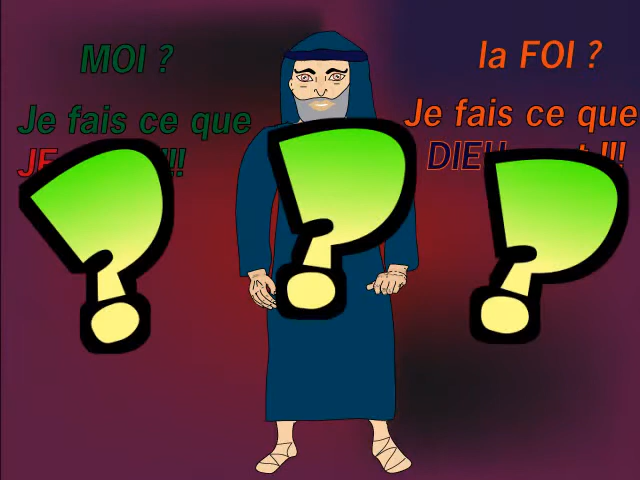 MOI ?
Je fais ce que
JE !!!
la FOI ?
Je fais ce que
DIEU !!!
? ? ?